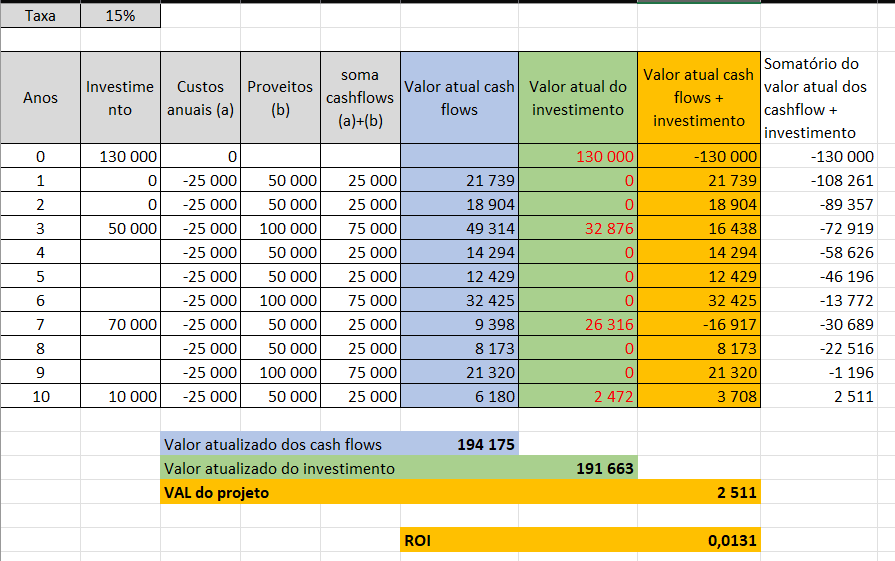 Taxa 15%
Anos Investime nto Custos anuais (a) Proveitos (b) soma cashflows (a)+(b) Valor atual cash flows Valor atual do investimento Valor atual cash flows + investimento Somatório do valor atual dos cashflow + investimento
0 130 000 0 130 000 -130 000 -130 000
1 0 -25 000 50 000 25 000 21 739 0 21 739 -108 261
2 0 -25 000 50 000 25 000 18 904 0 18 904 -89 357
3 50 000 -25 000 100 000 75 000 49 314 32 876 16 438 -72 919
4 -25 000 50 000 25 000 14 294 0 14 294 -58 626
5 -25 000 50 000 25 000 12 429 0 12 429 -46 196
6 -25 000 100 000 75 000 32 425 0 32 425 -13 772
7 70 000 -25 000 50 000 25 000 9 398 26 316 -16 917 -30 689
8 -25 000 50 000 25 000 8 173 0 8 173 -22 516
9 -25 000 100 000 75 000 21 320 0 21 320 -1 196
10 10 000 -25 000 50 000 25 000 6 180 2 472 3 708 2 511
Valor atualizado dos cash flows 194 175
Valor atualizado do investimento 191 663
VAL do projeto 2 511
ROI 0,0131